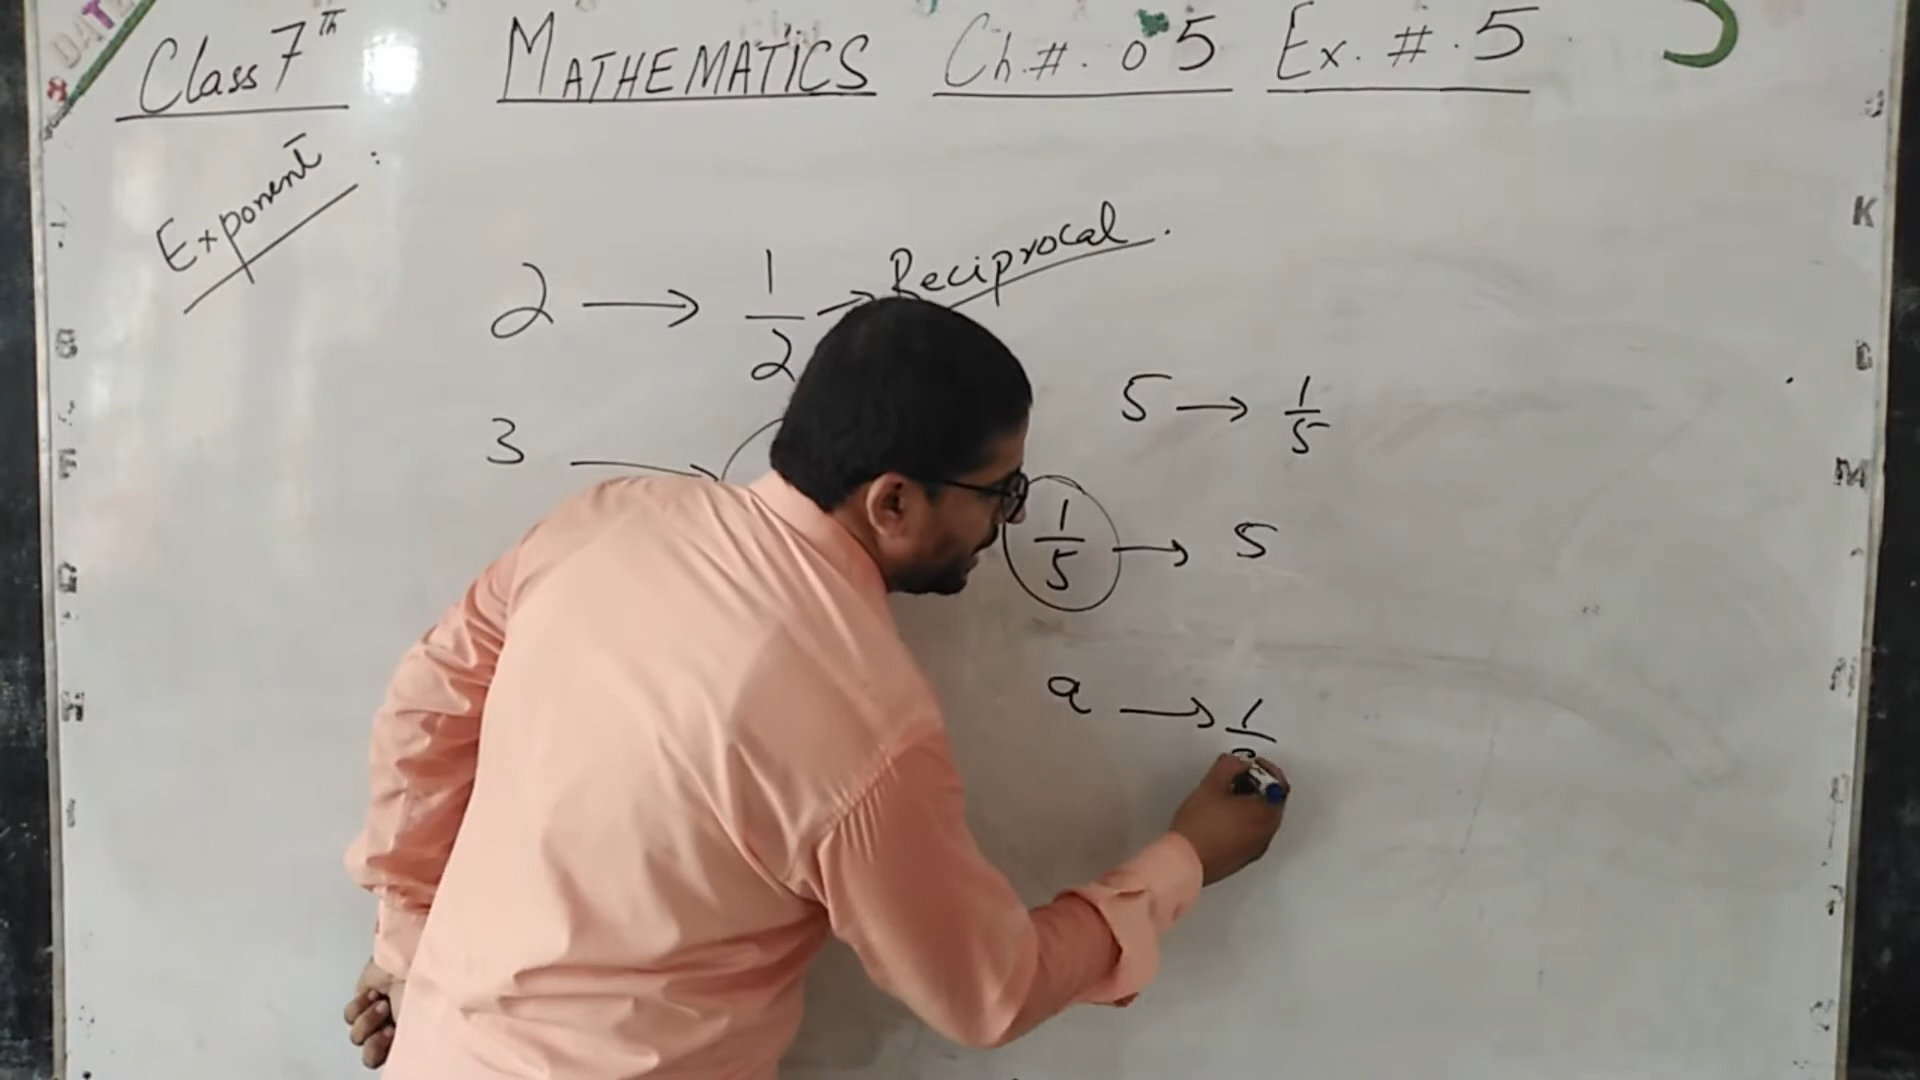 Class 7th MATHEMATICS Ch.#.05 Ex.#.5
Exponent :
2 → 1/2 → Reciprocal.
5 → 1/5
3 →
1/5 → 5
a → 1/